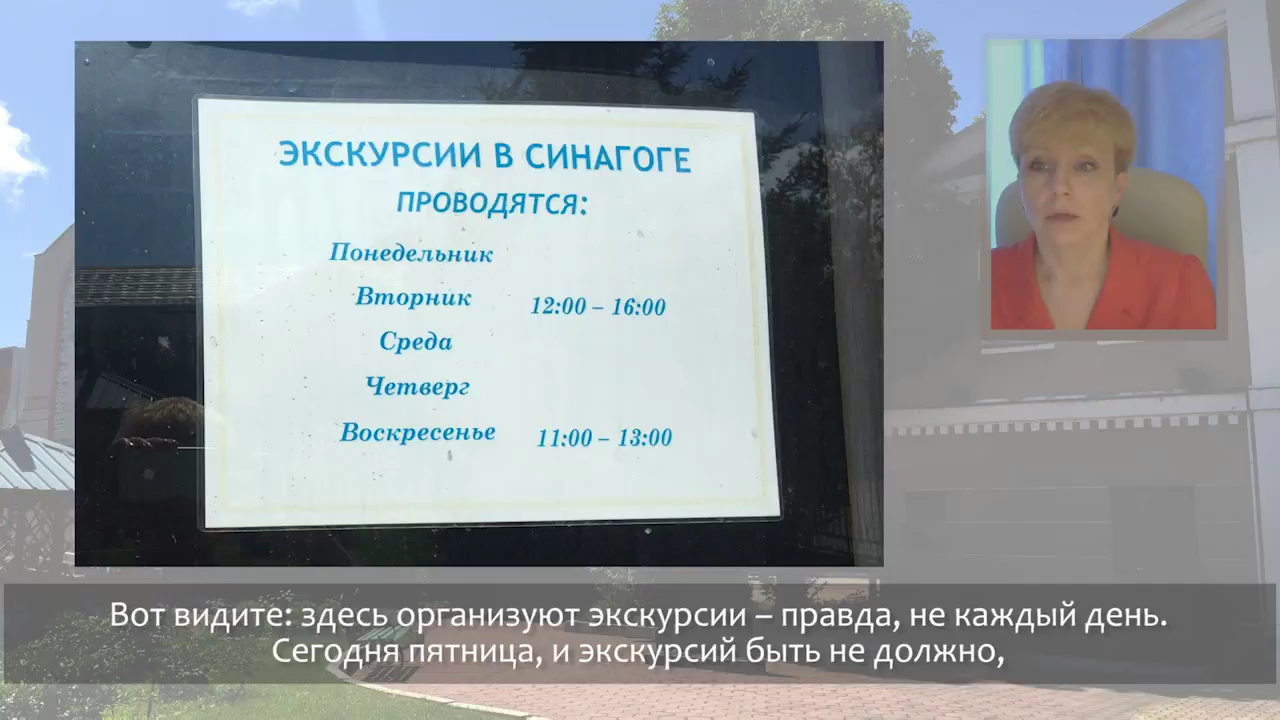 ЭКСКУРСИИ В СИНАГОГЕ
ПРОВОДЯТСЯ:
Понедельник
Вторник 12:00 – 16:00
Среда
Четверг
Воскресенье 11:00 – 13:00
Вот видите: здесь организуют экскурсии – правда, не каждый день.
Сегодня пятница, и экскурсий быть не должно,